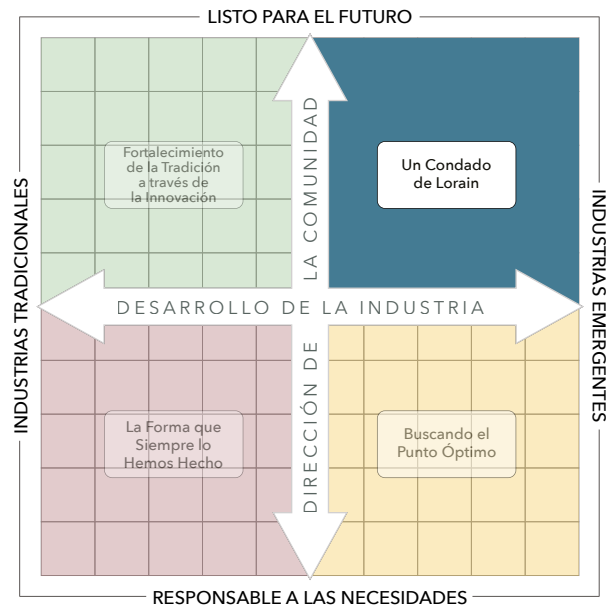 LISTO PARA EL FUTURO
Fortalecimiento
de la Tradición
a través de
la Innovación
Un Condado
de Lorain
INDUSTRIAS TRADICIONALES
DIRECCIÓN DE LA COMUNIDAD
DESARROLLO DE LA INDUSTRIA
INDUSTRIAS EMERGENTES
La Forma que
Siempre lo
Hemos Hecho
Buscando el
Punto Óptimo
RESPONSABLE A LAS NECESIDADES